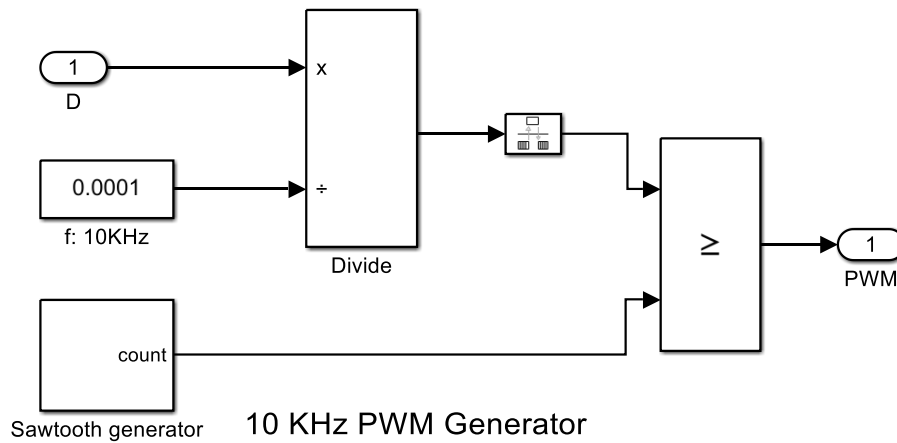 1
D
x
0.0001
÷
f: 10KHz
Divide
≥
1
PWM
count
Sawtooth generator
10 KHz PWM Generator